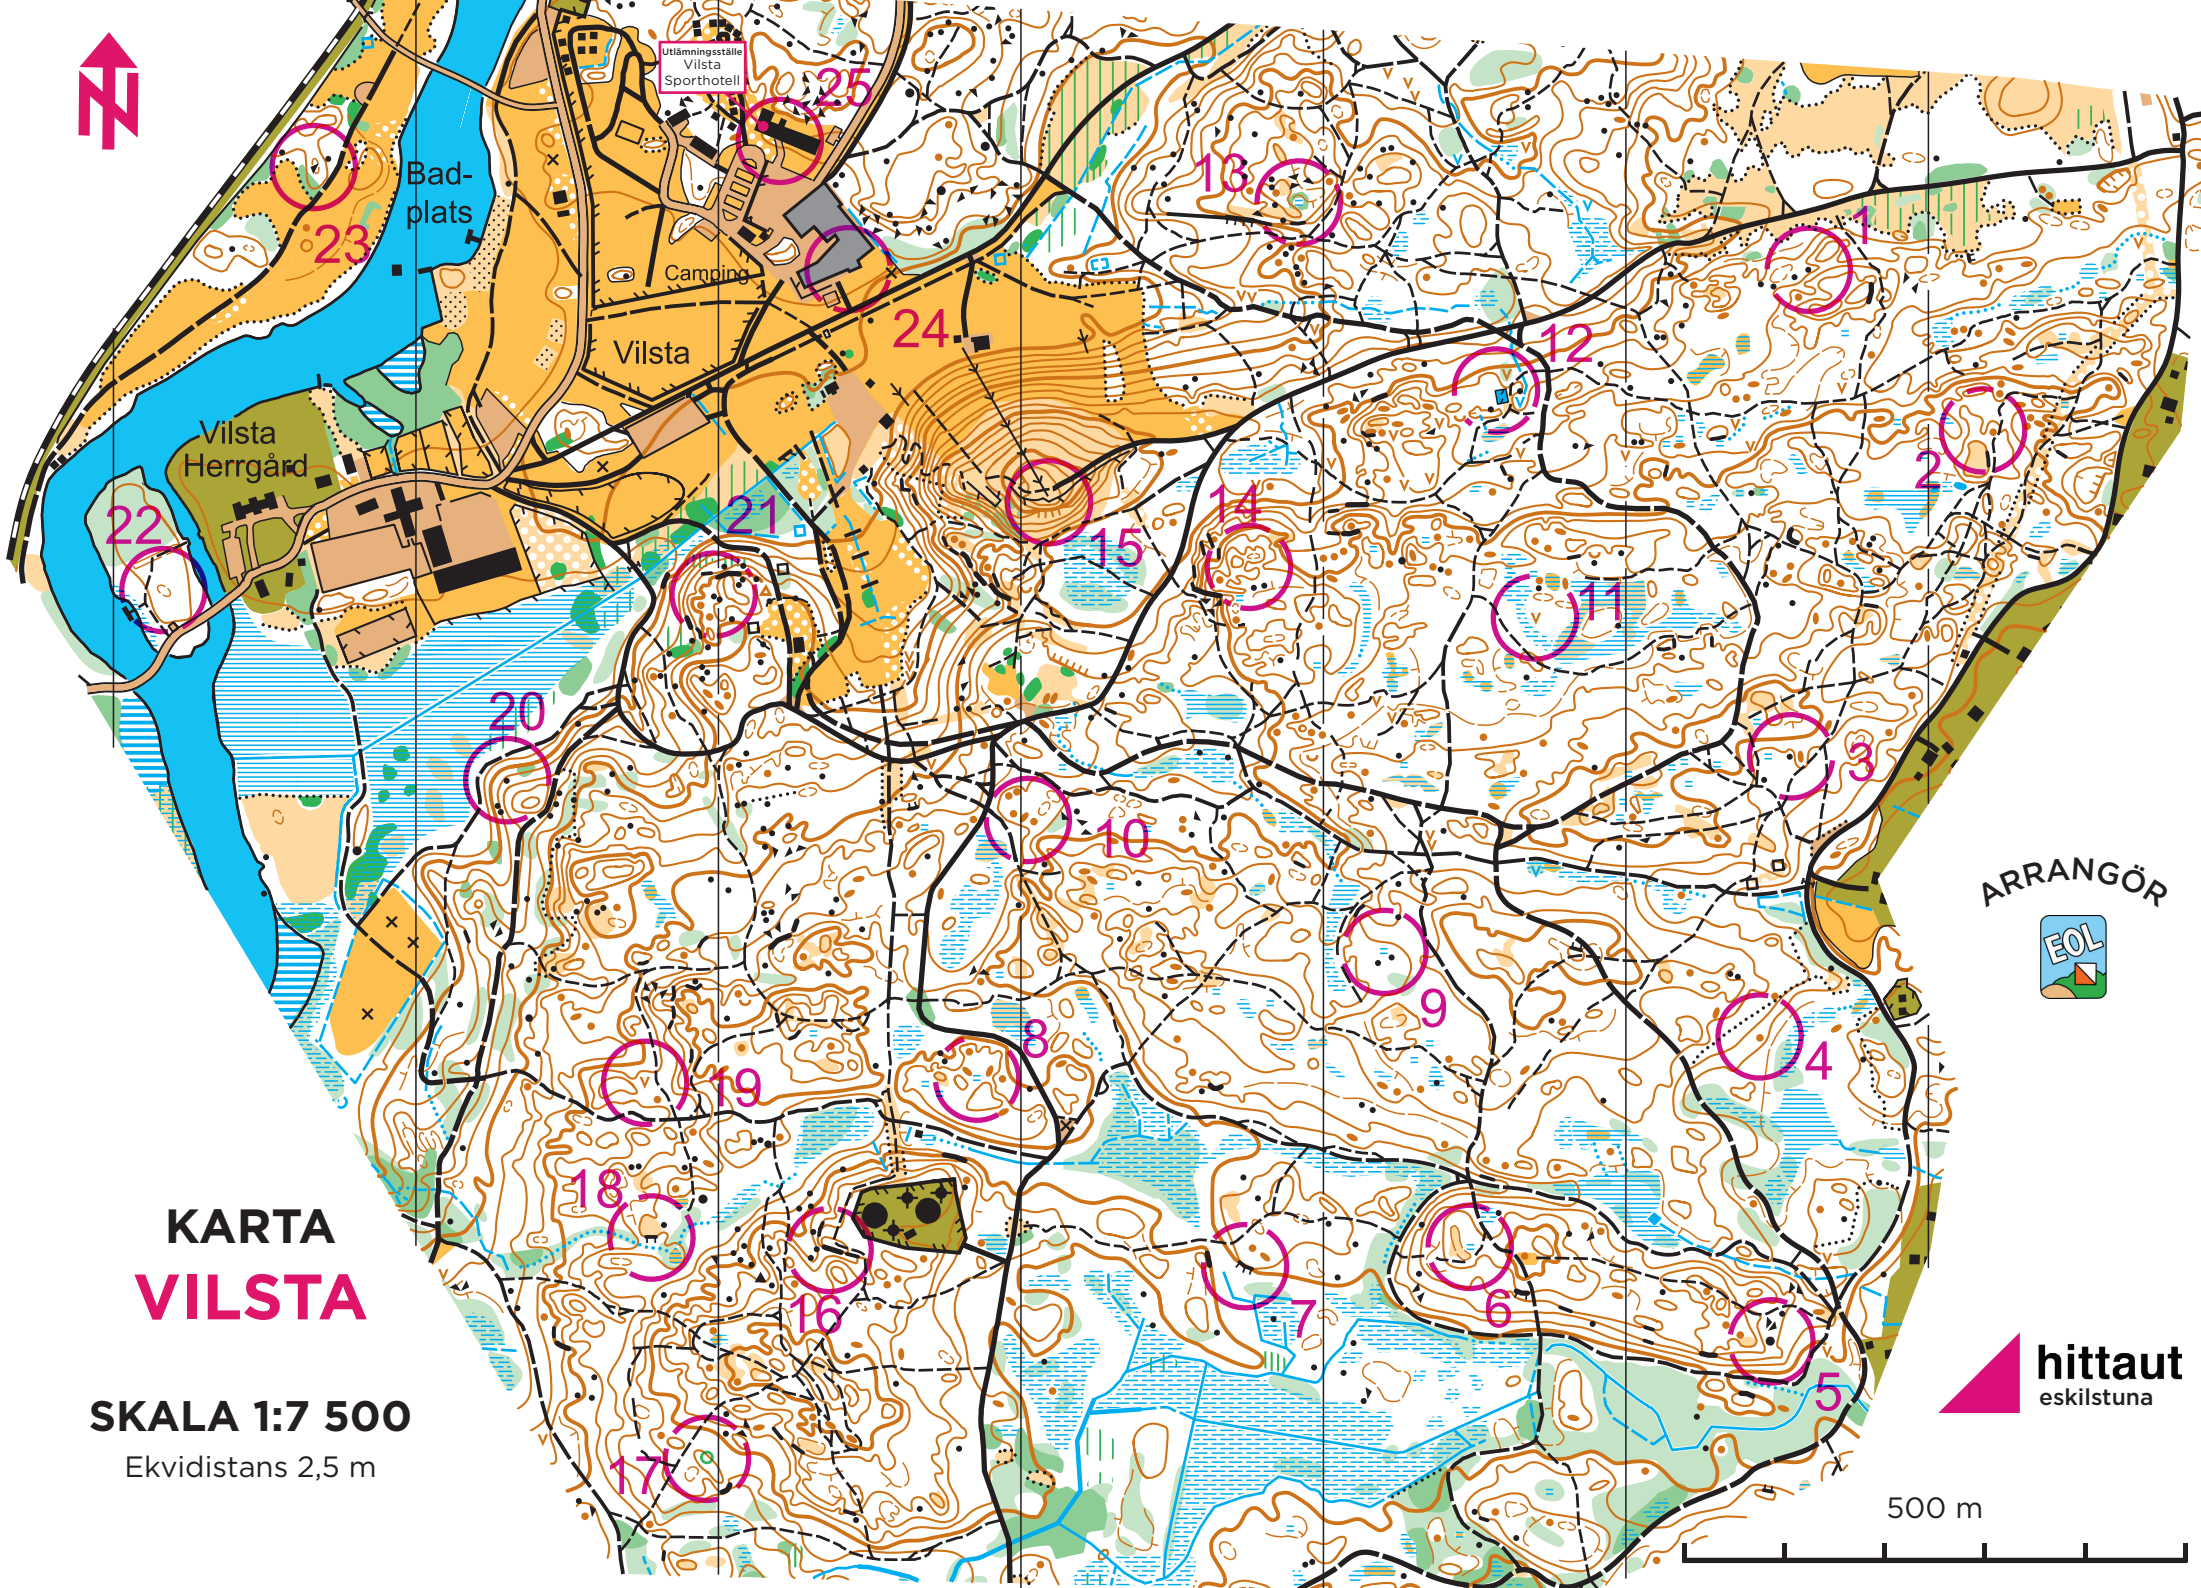 Utlämningsställe
Vilsta
Sporthotell
25
13
Bad-
plats
23
1
Camping
24
12
Vilsta
Vilsta
Herrgård
2
14
21
22
15
11
20
3
10
ARRANGÖR
EOL
9
8
4
19
18
KARTA
VILSTA
16
7
6
5
hittaut
eskilstuna
SKALA 1:7 500
Ekvidistans 2,5 m
17
500 m